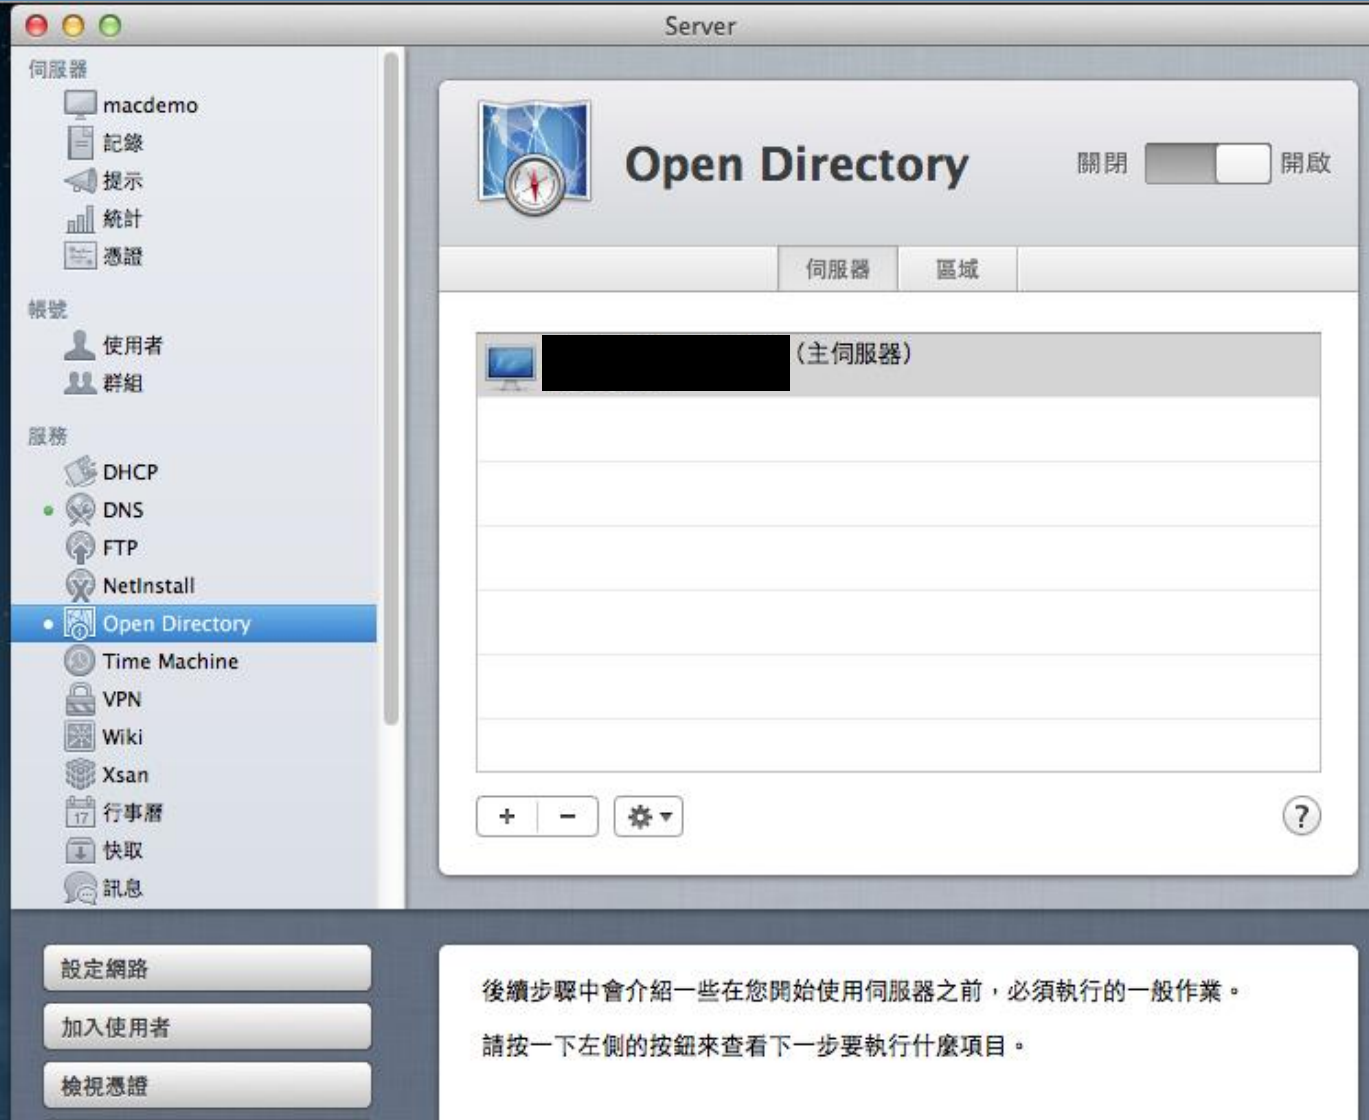 Server
伺服器
macdemo
記錄
提示
統計
憑證
帳號
使用者
群組
服務
DHCP
DNS
FTP
NetInstall
Open Directory
Time Machine
VPN
Wiki
Xsan
17
行事曆
快取
訊息
Open Directory
關閉
開啟
伺服器
區域
(主伺服器)
+
−
?
設定網路
加入使用者
檢視憑證
後續步驟中會介紹一些在您開始使用伺服器之前，必須執行的一般作業。
請按一下左側的按鈕來查看下一步要執行什麼項目。